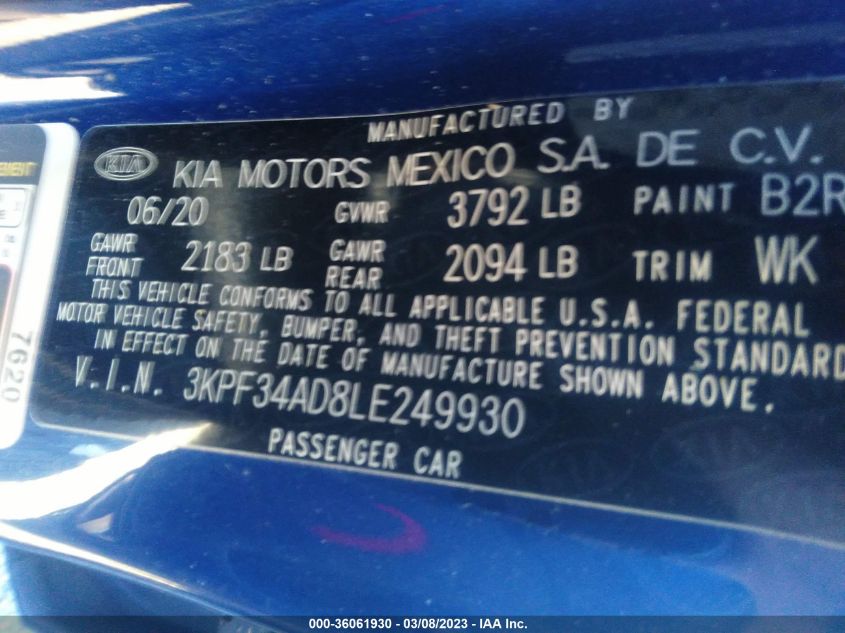 MANUFACTURED BY
KIA KIA MOTORS MEXICO S.A. DE C.V.
06/20 GVWR 3792 LB PAINT B2R
GAWR FRONT 2183 LB GAWR REAR 2094 LB TRIM WK
THIS VEHICLE CONFORMS TO ALL APPLICABLE U.S.A. FEDERAL
MOTOR VEHICLE SAFETY, BUMPER, AND THEFT PREVENTION STANDARD
IN EFFECT ON THE DATE OF MANUFACTURE SHOWN ABOVE.
V.I.N. 3KPF34AD8LE249930
PASSENGER CAR
7620
000-36061930 - 03/08/2023 - IAA Inc.